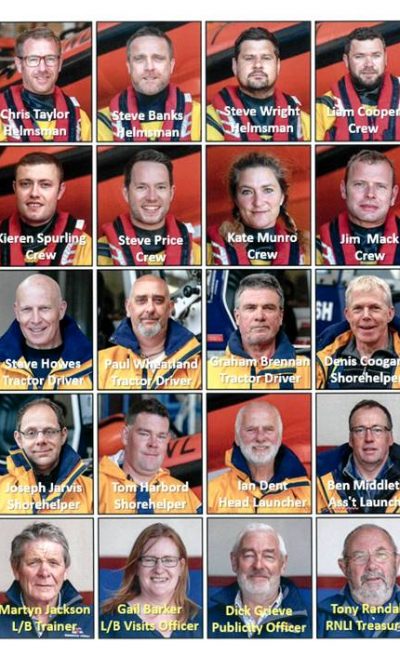 Chris Taylor
Helmsman
Steve Banks
Helmsman
Steve Wright
Helmsman
Liam Cooper
Crew
Kieren Spurling
Crew
Steve Price
Crew
Kate Munro
Crew
Jim Mack
Crew
Steve Howes
Tractor Driver
Paul Wheatland
Tractor Driver
Graham Brennan
Tractor Driver
SH
Denis Coogan
Shorehelper
Joseph Jarvis
Shorehelper
Tom Harbord
Shorehelper
Ian Dent
Head Launcher
Ben Middlet
Ass't Launch
Martyn Jackson
L/B Trainer
Gail Barker
L/B Visits Officer
Dick Grieve
Publicity Officer
Tony Randa
RNLI Treasur